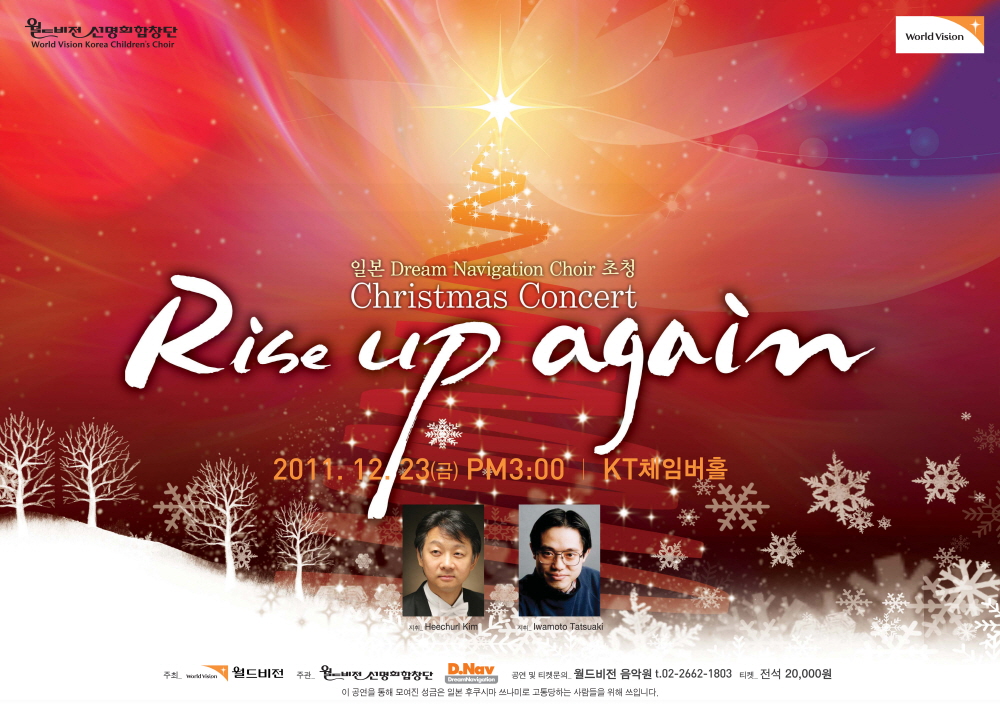 월드비전 선명회합창단
World Vision Korea Children's Choir
World Vision
일본 Dream Navigation Choir 초청
Christmas Concert
Rise up again
2011. 12. 23(금) PM3:00 | KT체임버홀
지휘_ Heechurl Kim
지휘_ Iwamoto Tatsuaki
주최_ World Vision 월드비전 주관_ 월드비전 선명회합창단 D.Nav DreamNavigation 공연 및 티켓문의_ 월드비전 음악원 t.02-2662-1803 티켓_ 전석 20,000원
이 공연을 통해 모여진 성금은 일본 후쿠시마 쓰나미로 고통당하는 사람들을 위해 쓰입니다.